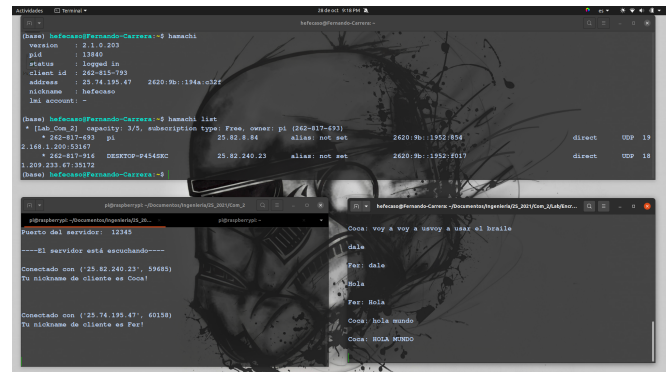 Actividades Terminal
28 de oct 9:18 PM
es
hefecaso@Fernando-Carrera: ~
(base) hefecaso@Fernando-Carrera:~$ hamachi
version : 2.1.0.203
pid : 13840
status : logged in
client id : 262-815-793
address : 25.74.195.47 2620:9b::194a:c32f
nickname : hefecaso
lmi account: -
(base) hefecaso@Fernando-Carrera:~$ hamachi list
* [Lab_Com_2] capacity: 3/5, subscription type: Free, owner: pi (262-817-693)
* 262-817-693 pi 25.82.8.84 alias: not set 2620:9b::1952:854 direct UDP 19
2.168.1.200:53167
* 262-817-916 DESKTOP-P454SKC 25.82.240.23 alias: not set 2620:9b::1952:f017 direct UDP 18
1.209.233.67:35172
(base) hefecaso@Fernando-Carrera:~$
pi@raspberrypi: ~/Documentos/Ingenieria/2S_2021/Com_2
pi@raspberrypi: ~/Documentos/Ingenieria/2S_20...
pi@raspberrypi: ~
Puerto del servidor: 12345
----El servidor está escuchando----
Conectado con ('25.82.240.23', 59685)
Tu nickname de cliente es Coca!
Conectado con ('25.74.195.47', 60158)
Tu nickname de cliente es Fer!
hefecaso@Fernando-Carrera: ~/Documentos/Ingenieria/2S_2021/Com_2/Lab/Encr...
Coca: voy a voy a usvoy a usar el braile
dale
Fer: dale
Hola
Fer: Hola
Coca: hola mundo
Coca: HOLA MUNDO